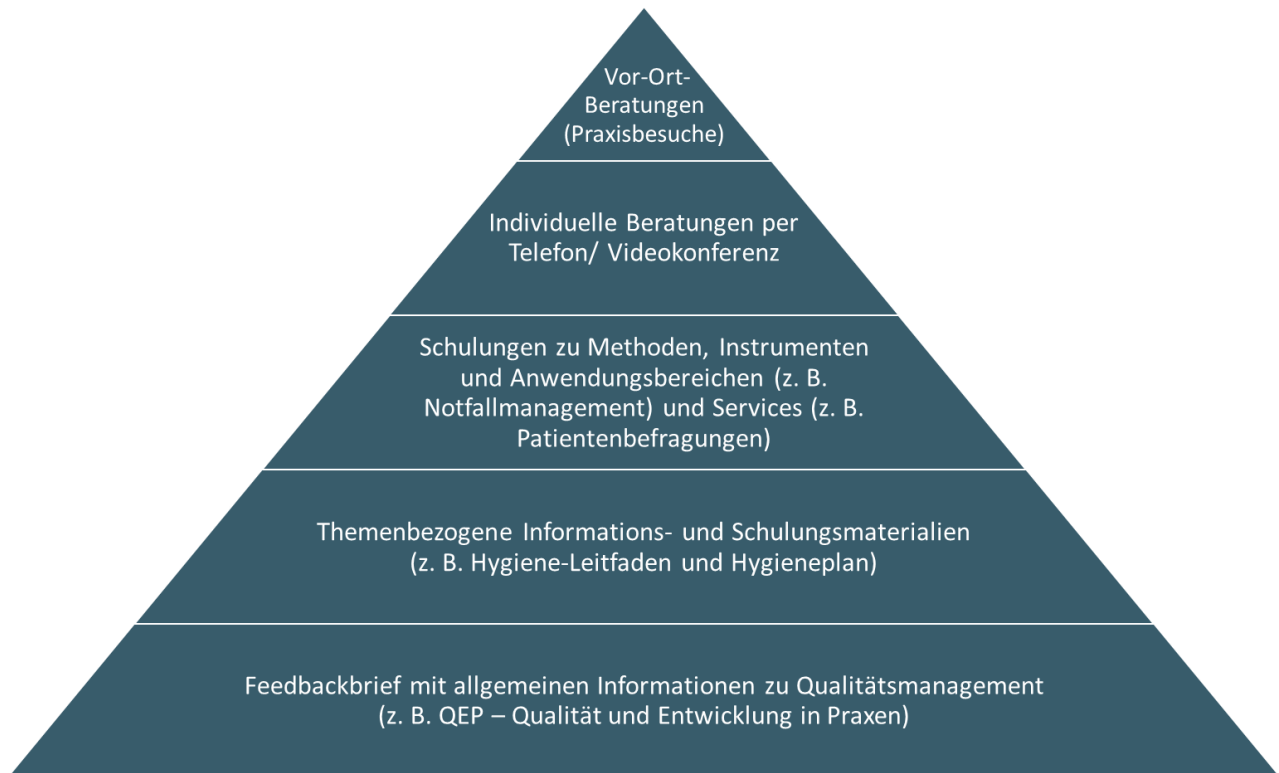 Vor-Ort-
Beratungen
(Praxisbesuche)
Individuelle Beratungen per
Telefon/ Videokonferenz
Schulungen zu Methoden, Instrumenten
und Anwendungsbereichen (z. B.
Notfallmanagement) und Services (z. B.
Patientenbefragungen)
Themenbezogene Informations- und Schulungsmaterialien
(z. B. Hygiene-Leitfaden und Hygieneplan)
Feedbackbrief mit allgemeinen Informationen zu Qualitätsmanagement
(z. B. QEP – Qualität und Entwicklung in Praxen)